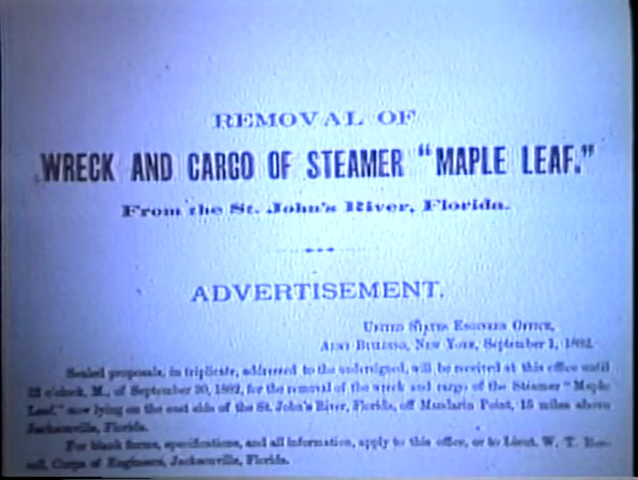 REMOVAL OF
WRECK AND CARGO OF STEAMER "MAPLE LEAF."
From the St. John's River, Florida.
ADVERTISEMENT.
UNITED STATES ENGINEER OFFICE,
ARMY BUILDING, NEW YORK, September 1, 1882.
Sealed proposals, in triplicate, addressed to the undersigned, will be received at this office until
12 o'clock, M., of September 30, 1882, for the removal of the wreck and cargo of the Steamer "Maple
Leaf," now lying on the east side of the St. John's River, Florida, off Mandarin Point, 15 miles above
Jacksonville, Florida.
For blank forms, specifications, and all information, apply to this office, or to Lieut. W. T.
Corps of Engineers, Jacksonville, Florida.